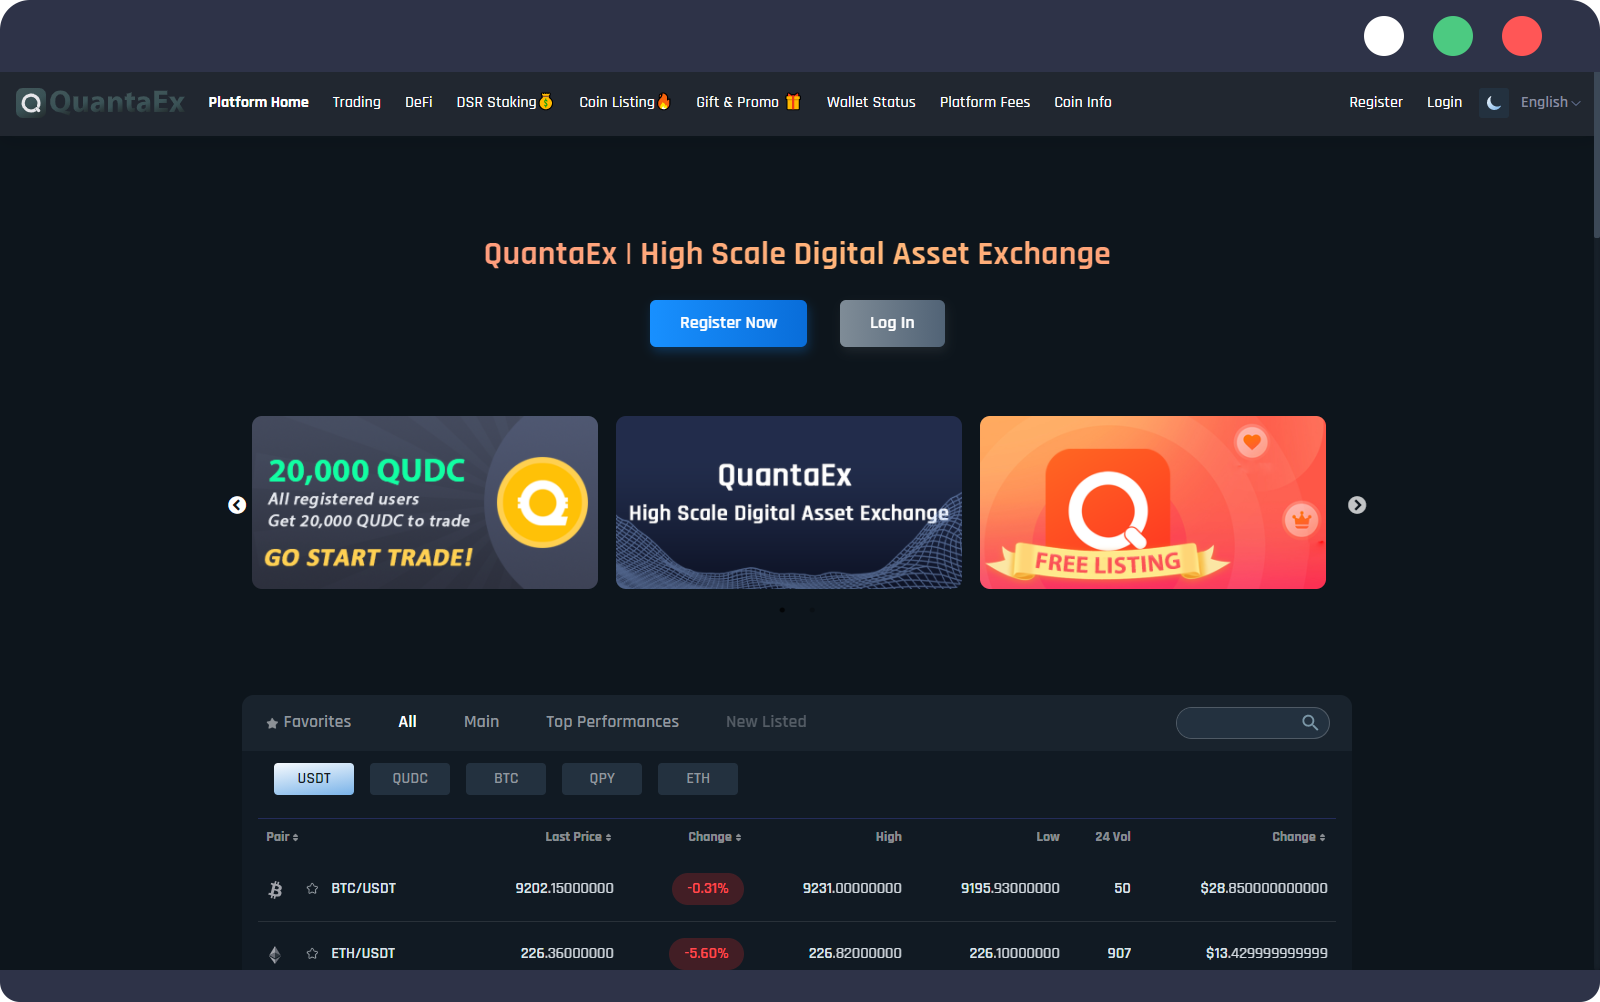 QuantaEx Platform Home Trading DeFi DSR Staking💰 Coin Listing🔥 Gift & Promo 🎁 Wallet Status Platform Fees Coin Info Register Login English
QuantaEx | High Scale Digital Asset Exchange
Register Now Log In
20,000 QUDC
All registered users
Get 20,000 QUDC to trade
GO START TRADE!
QuantaEx
High Scale Digital Asset Exchange
FREE LISTING
Favorites All Main Top Performances New Listed
USDT QUDC BTC QPY ETH
Pair Last Price Change High Low 24 Vol Change
BTC/USDT 9202.15000000 -0.31% 9231.00000000 9195.93000000 50 $28.850000000000
ETH/USDT 226.36000000 -5.60% 226.82000000 226.10000000 907 $13.429999999999